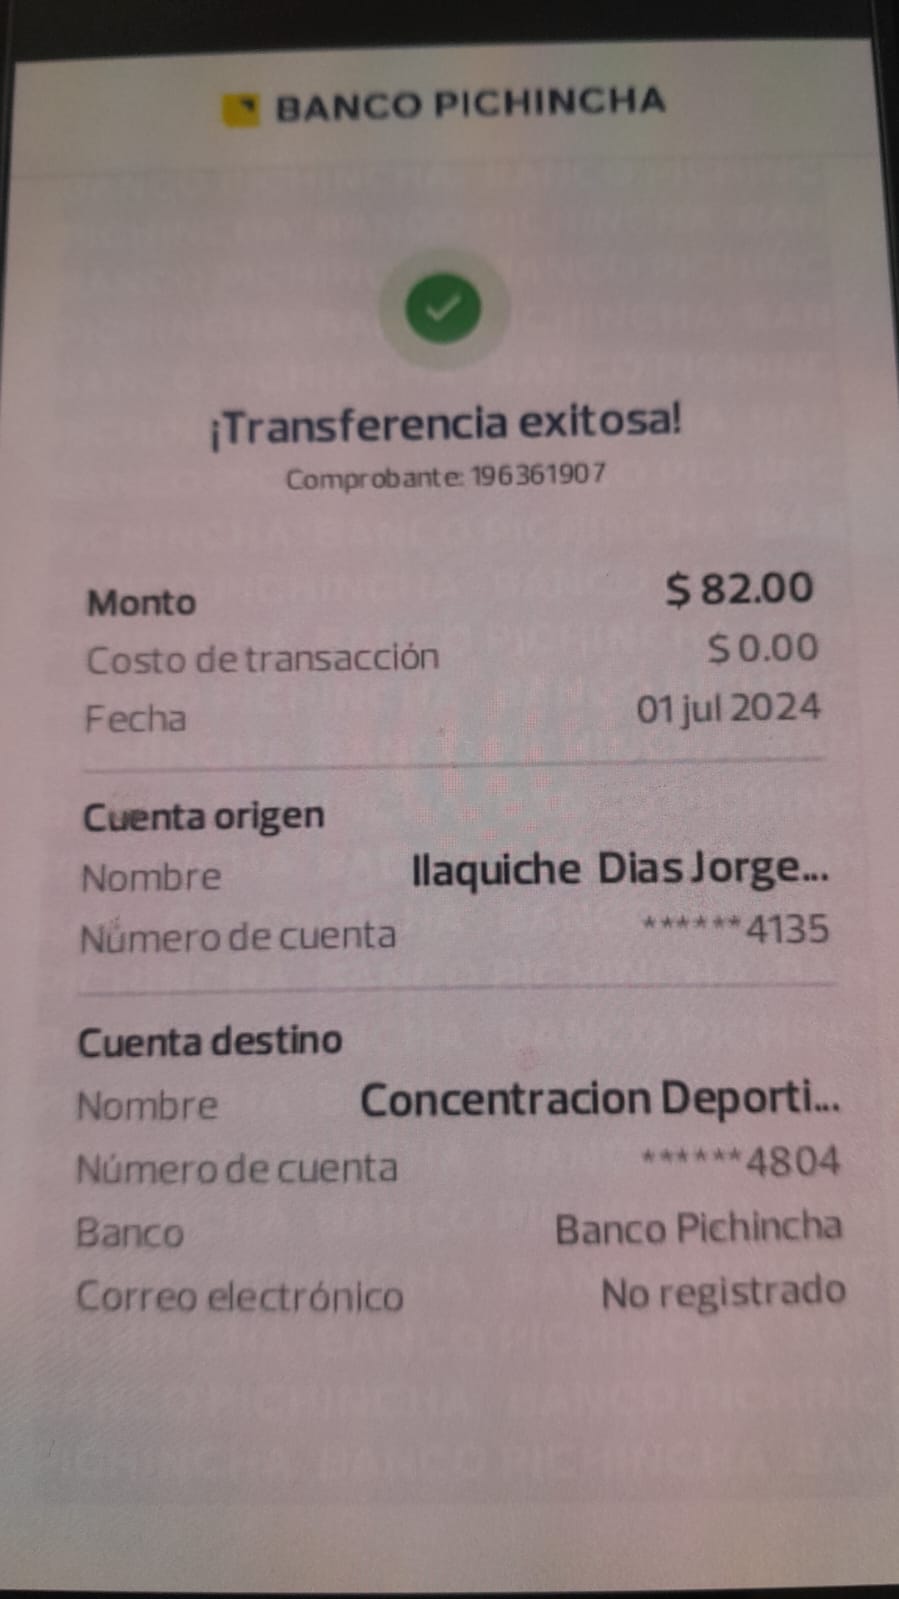 BANCO PICHINCHA
¡Transferencia exitosa!
Comprobante: 196361907
Monto $ 82.00
Costo de transacción $ 0.00
Fecha 01 jul 2024
Cuenta origen
Nombre llaquiche Dias Jorge...
Número de cuenta ******4135
Cuenta destino
Nombre Concentracion Deporti...
Número de cuenta ******4804
Banco Banco Pichincha
Correo electrónico No registrado